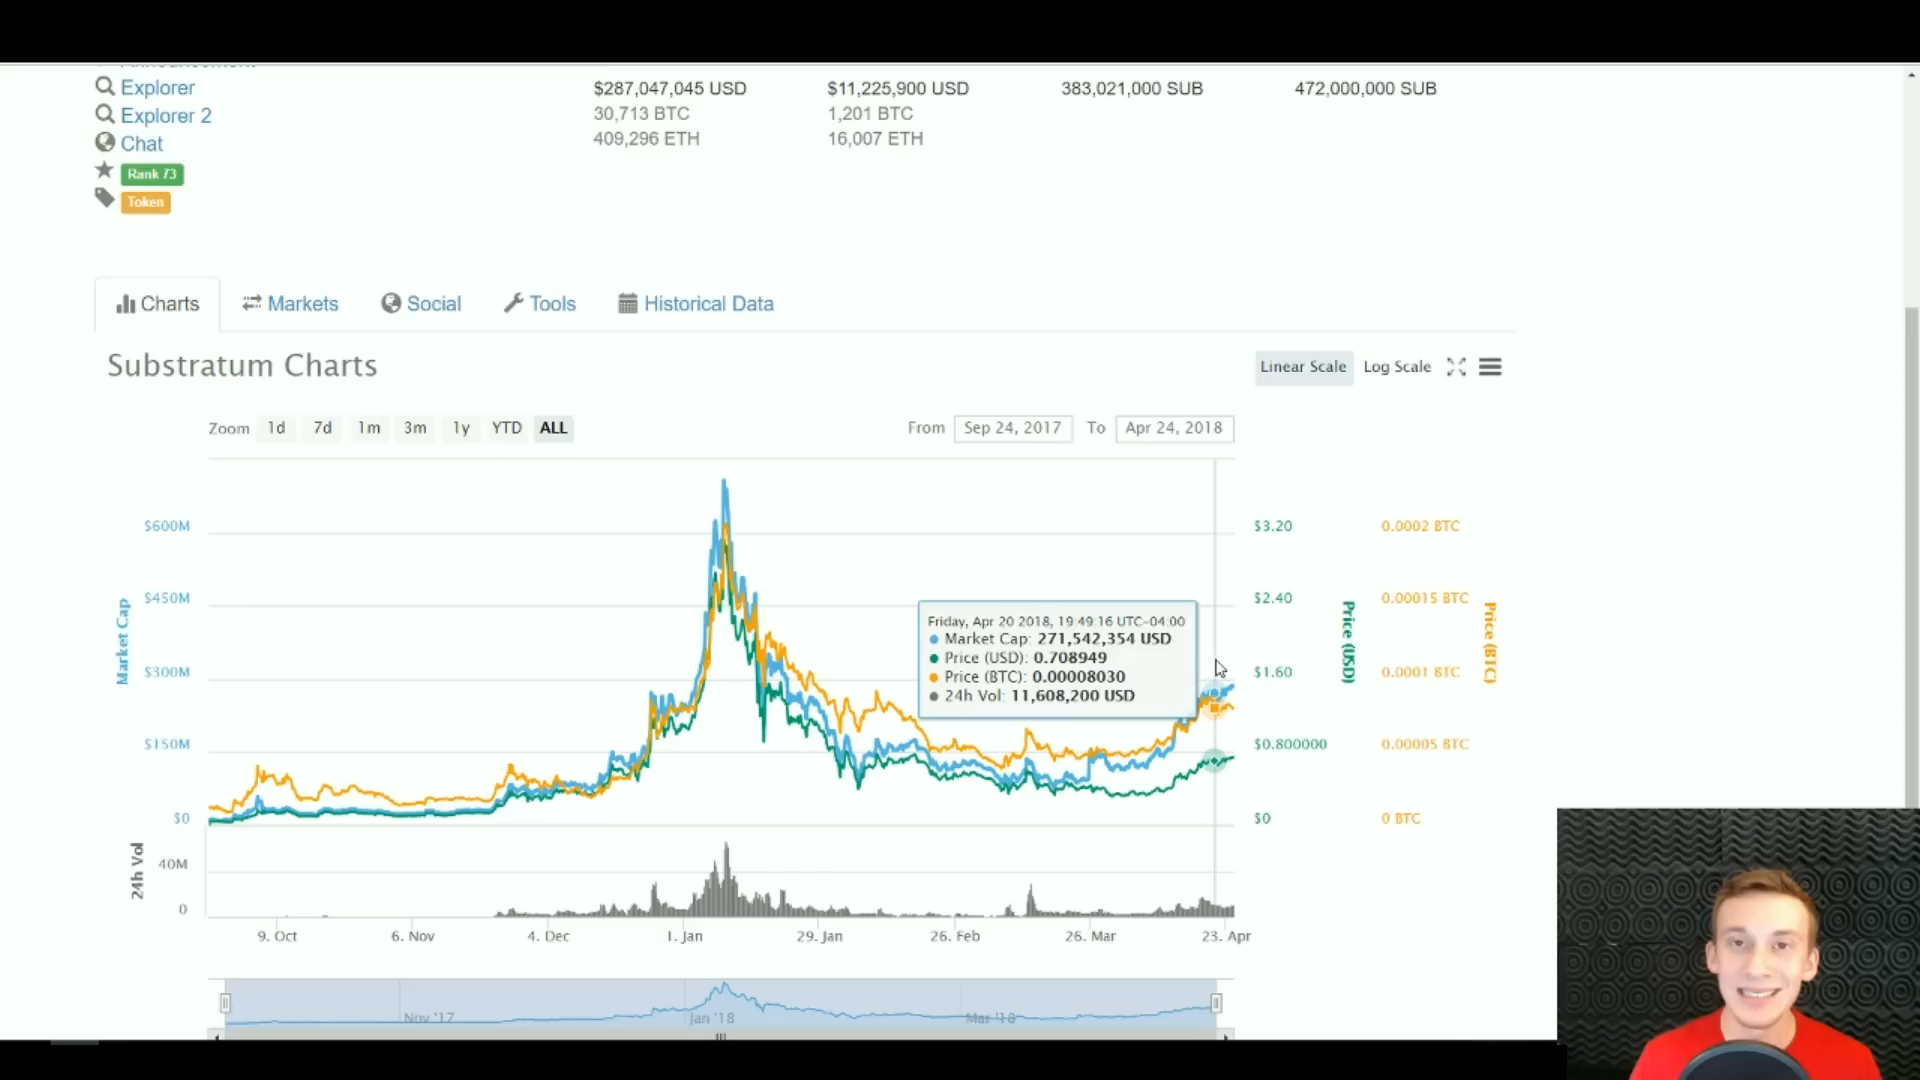 Explorer $287,047,045 USD $11,225,900 USD 383,021,000 SUB 472,000,000 SUB
Explorer 2 30,713 BTC 1,201 BTC
Chat 409,296 ETH 16,007 ETH
Rank 73
Token
Charts Markets Social Tools Historical Data
Substratum Charts
Linear Scale Log Scale
Zoom 1d 7d 1m 3m 1y YTD ALL From Sep 24, 2017 To Apr 24, 2018
$600M $3.20 0.0002 BTC
$450M $2.40 0.00015 BTC
Market Cap
Price (USD)
Price (BTC)
Friday, Apr 20 2018, 19:49:16 UTC-04:00
Market Cap: 271,542,354 USD
Price (USD): 0.708949
Price (BTC): 0.00008030
24h Vol: 11,608,200 USD
$300M $1.60 0.0001 BTC
$150M $0.800000 0.00005 BTC
$0 $0 0 BTC
24h Vol
40M
0
9. Oct 6. Nov 4. Dec 1. Jan 29. Jan 26. Feb 26. Mar 23. Apr
Nov '17 Jan '18 Mar '18